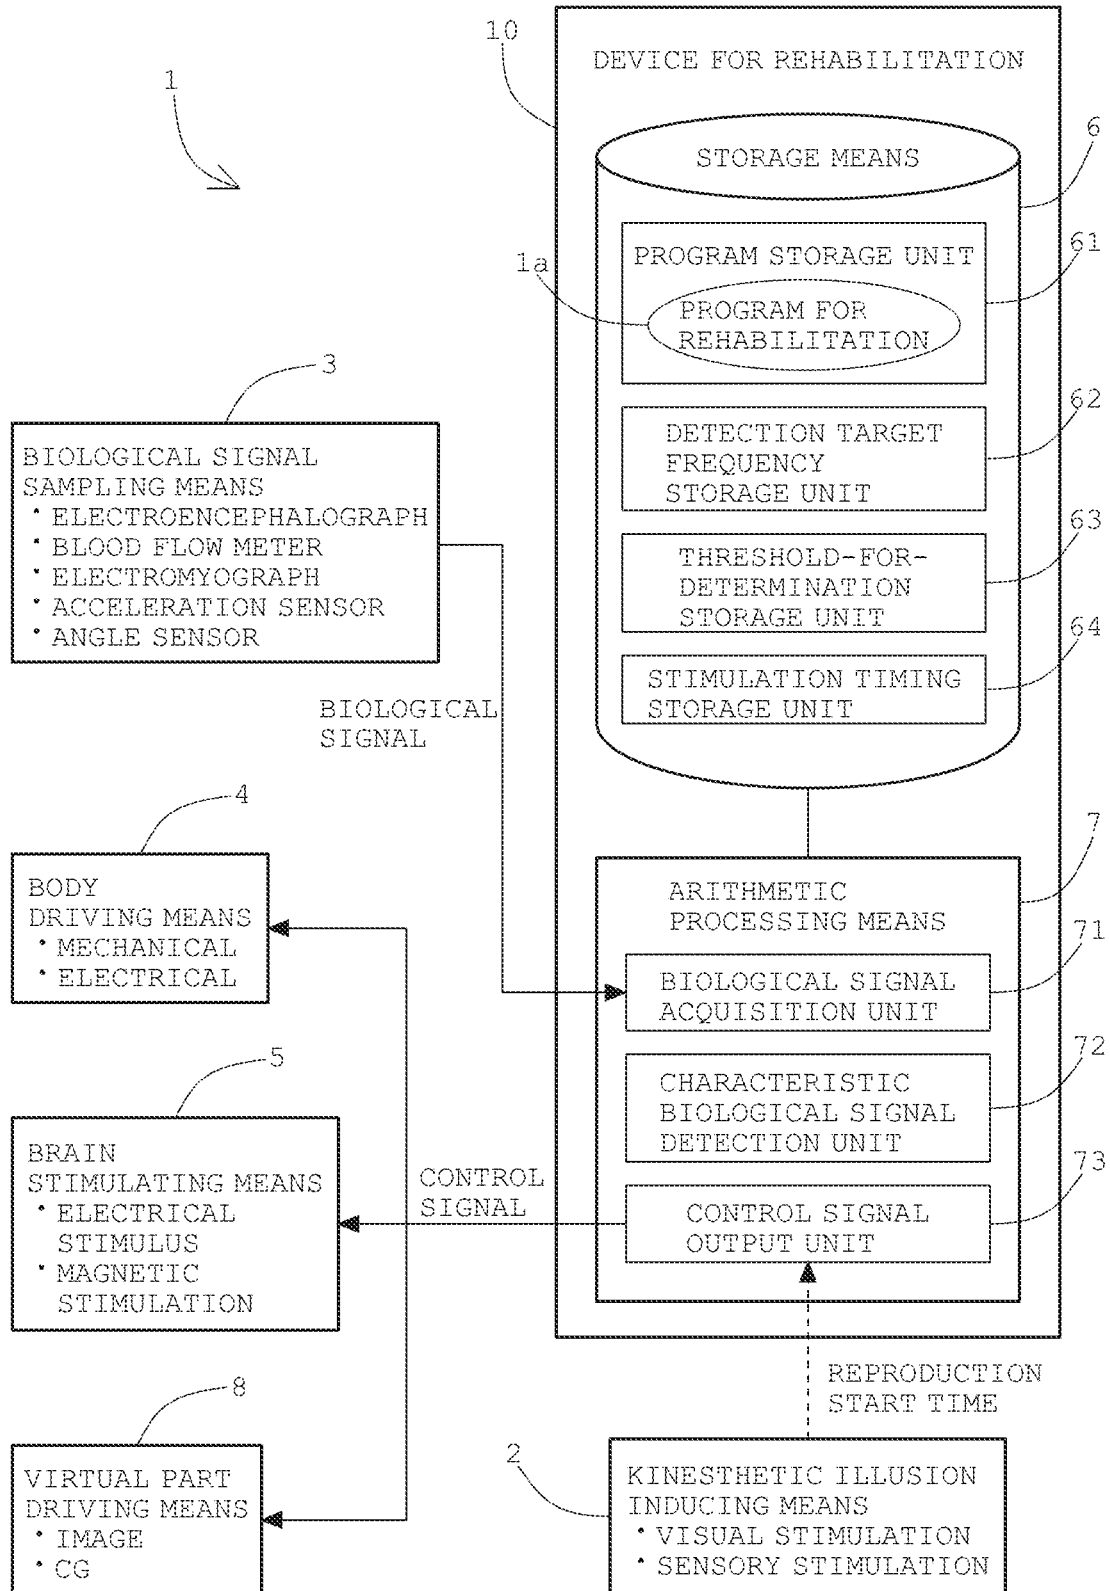 10
DEVICE FOR REHABILITATION
1
6
STORAGE MEANS
61
PROGRAM STORAGE UNIT
1a
PROGRAM FOR
REHABILITATION
3
62
DETECTION TARGET
FREQUENCY
STORAGE UNIT
BIOLOGICAL SIGNAL
SAMPLING MEANS
• ELECTROENCEPHALOGRAPH
• BLOOD FLOW METER
• ELECTROMYOGRAPH
• ACCELERATION SENSOR
• ANGLE SENSOR
63
THRESHOLD-FOR-
DETERMINATION
STORAGE UNIT
64
STIMULATION TIMING
STORAGE UNIT
BIOLOGICAL
SIGNAL
4
BODY
DRIVING MEANS
• MECHANICAL
• ELECTRICAL
7
ARITHMETIC
PROCESSING MEANS
71
BIOLOGICAL SIGNAL
ACQUISITION UNIT
72
CHARACTERISTIC
BIOLOGICAL SIGNAL
DETECTION UNIT
5
BRAIN
STIMULATING MEANS
• ELECTRICAL
STIMULUS
• MAGNETIC
STIMULATION
CONTROL
SIGNAL
73
CONTROL SIGNAL
OUTPUT UNIT
REPRODUCTION
START TIME
8
VIRTUAL PART
DRIVING MEANS
• IMAGE
• CG
2
KINESTHETIC ILLUSION
INDUCING MEANS
• VISUAL STIMULATION
• SENSORY STIMULATION